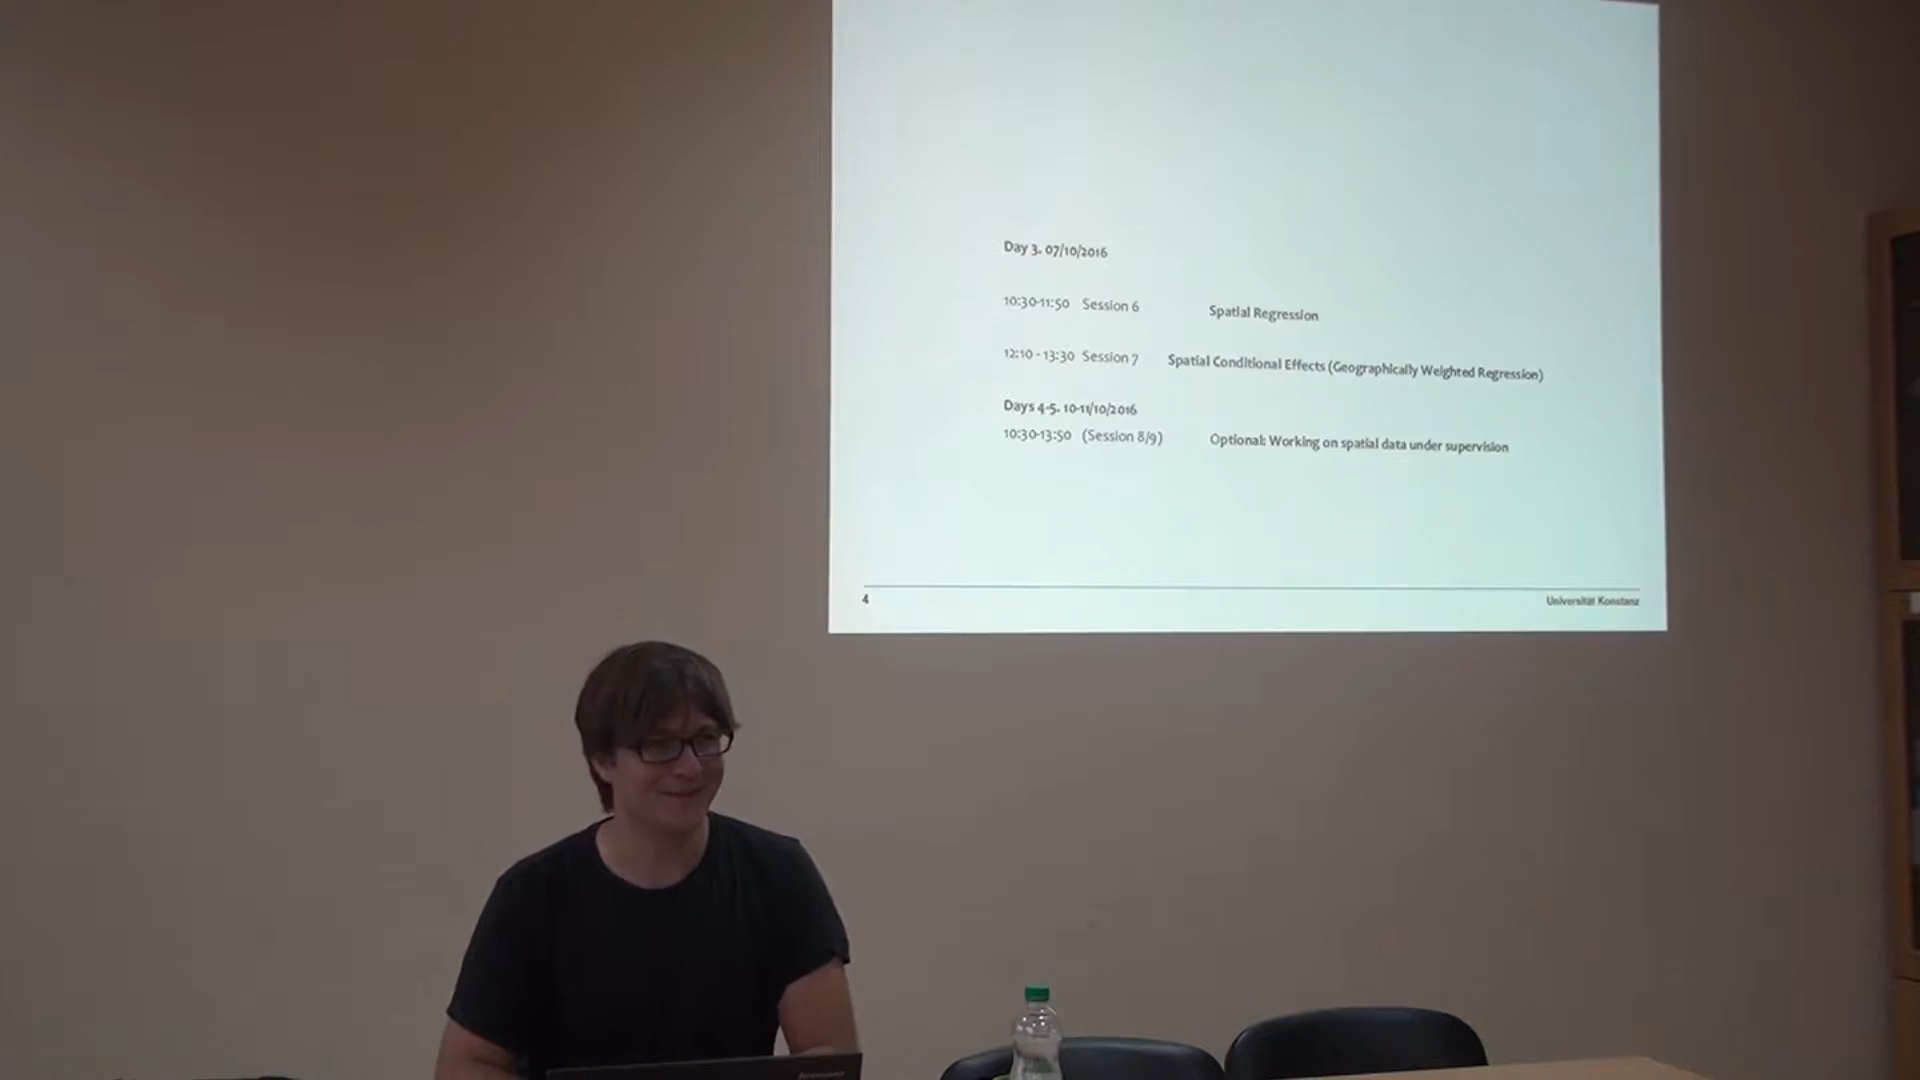 Day 3. 07/10/2016
10:30-11:50 Session 6 Spatial Regression
12:10 - 13:30 Session 7 Spatial Conditional Effects (Geographically Weighted Regression)
Days 4-5. 10-11/10/2016
10:30-13:50 (Session 8/9) Optional: Working on spatial data under supervision
4 Universität Konstanz